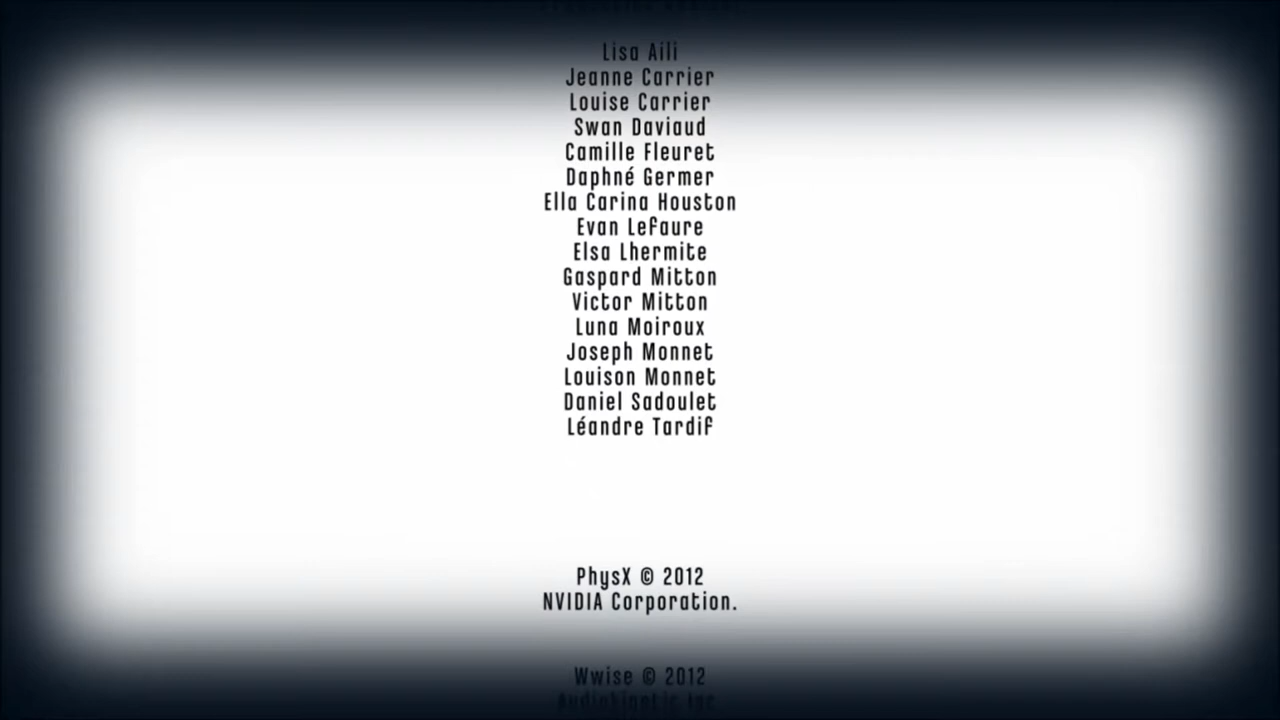 Lisa Aili
Jeanne Carrier
Louise Carrier
Swan Daviaud
Camille Fleuret
Daphné Germer
Ella Carina Houston
Evan Lefaure
Elsa Lhermite
Gaspard Mitton
Victor Mitton
Luna Moiroux
Joseph Monnet
Louison Monnet
Daniel Sadoulet
Léandre Tardif
PhysX © 2012
NVIDIA Corporation.
Wwise © 2012
Audiokinetic Inc